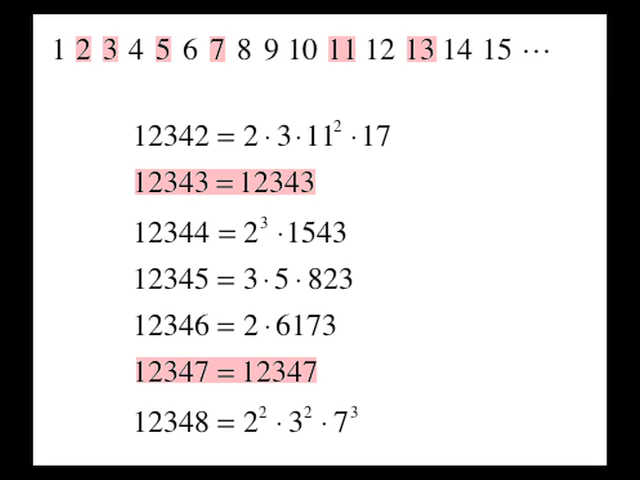 1 2 3 4 5 6 7 8 9 10 11 12 13 14 15 ⋯
12342 = 2 · 3 · 11² · 17
12343 = 12343
12344 = 2³ · 1543
12345 = 3 · 5 · 823
12346 = 2 · 6173
12347 = 12347
12348 = 2² · 3² · 7³